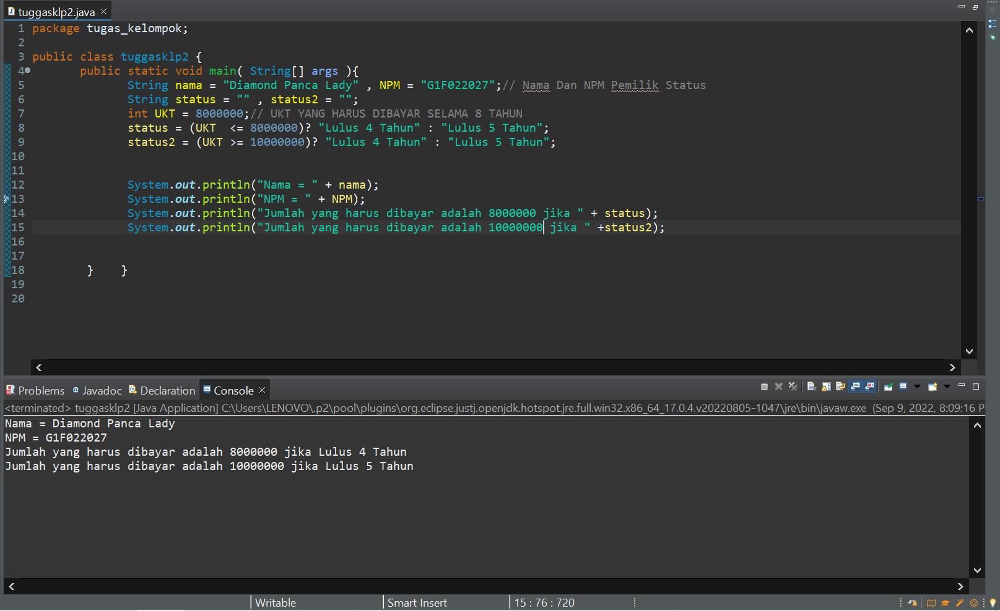 tuggasklp2.java
1 package tugas_kelompok;
2
3 public class tuggasklp2 {
4 public static void main( String[] args ){
5 String nama = "Diamond Panca Lady" , NPM = "G1F022027";// Nama Dan NPM Pemilik Status
6 String status = "" , status2 = "";
7 int UKT = 8000000;// UKT YANG HARUS DIBAYAR SELAMA 8 TAHUN
8 status = (UKT  <= 8000000)? "Lulus 4 Tahun" : "Lulus 5 Tahun";
9 status2 = (UKT >= 10000000)? "Lulus 4 Tahun" : "Lulus 5 Tahun";
10
11
12 System.out.println("Nama = " + nama);
13 System.out.println("NPM = " + NPM);
14 System.out.println("Jumlah yang harus dibayar adalah 8000000 jika " + status);
15 System.out.println("Jumlah yang harus dibayar adalah 10000000 jika " +status2);
16
17
18 } }
19
20
Problems Javadoc Declaration Console
<terminated> tuggasklp2 [Java Application] C:\Users\LENOVO\.p2\pool\plugins\org.eclipse.justj.openjdk.hotspot.jre.full.win32.x86_64_17.0.4.v20220805-1047\jre\bin\javaw.exe (Sep 9, 2022, 8:09:16 P
Nama = Diamond Panca Lady
NPM = G1F022027
Jumlah yang harus dibayar adalah 8000000 jika Lulus 4 Tahun
Jumlah yang harus dibayar adalah 10000000 jika Lulus 5 Tahun
Writable Smart Insert 15 : 76 : 720